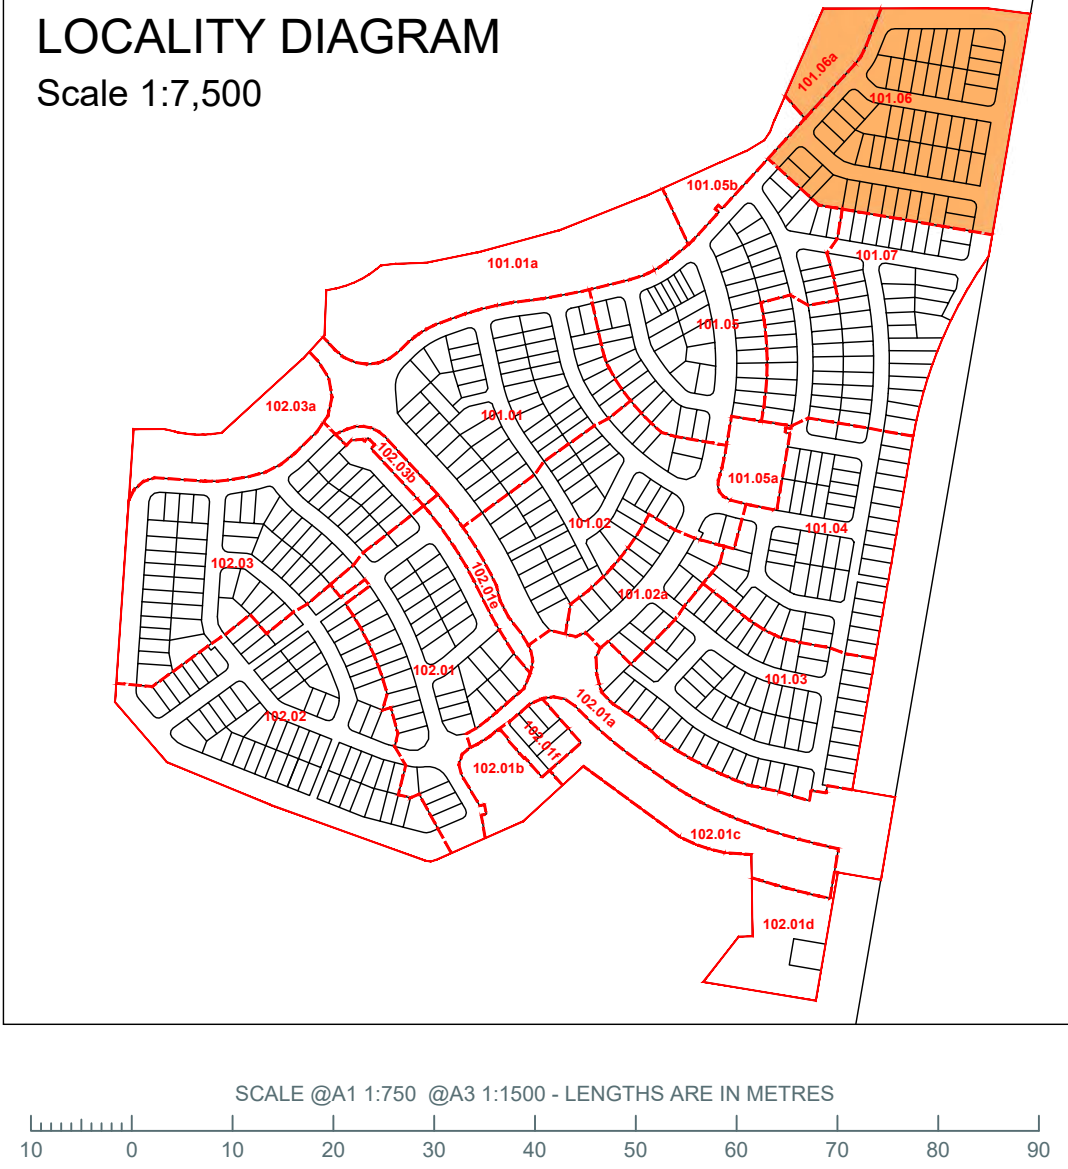 LOCALITY DIAGRAM
Scale 1:7,500
101.06a
101.06
101.05b
101.07
101.01a
101.05
102.03a
101.01
102.03b
101.05a
101.02
101.04
102.03
102.01e
101.02a
102.01
101.03
102.02
102.01a
102.01f
102.01b
102.01c
102.01d
SCALE @A1 1:750 @A3 1:1500 - LENGTHS ARE IN METRES
10 0 10 20 30 40 50 60 70 80 90